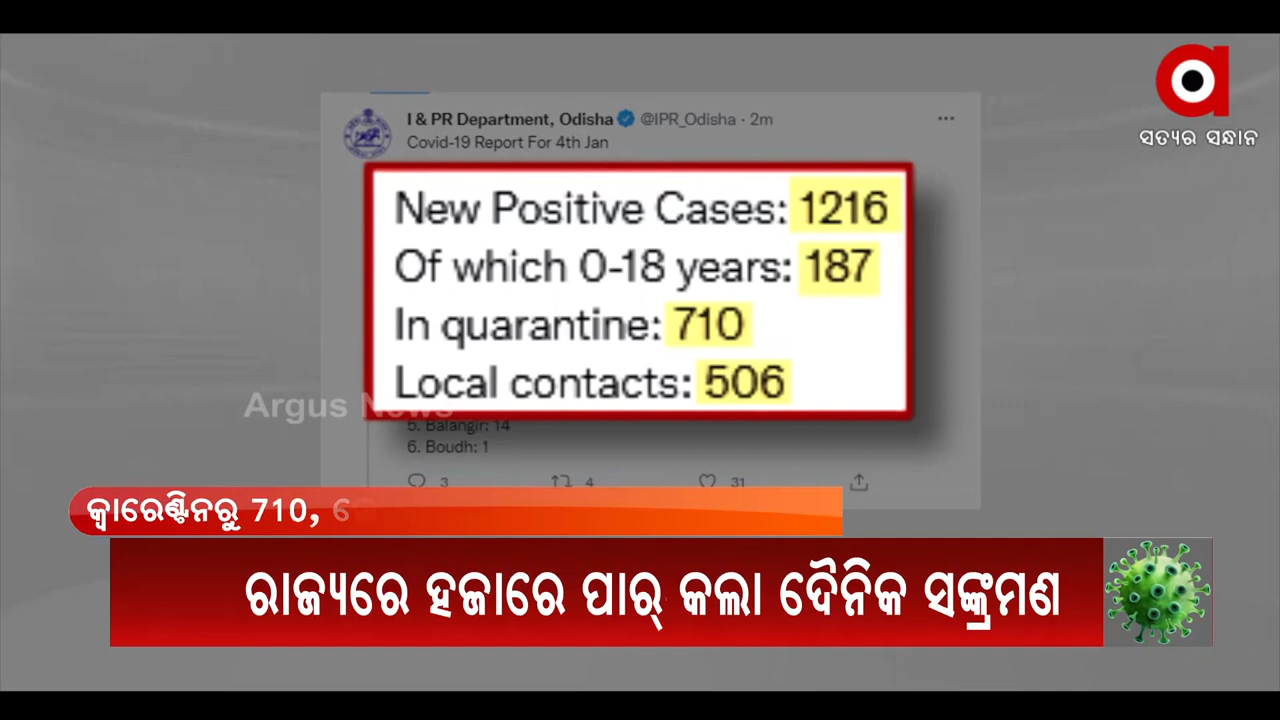 ସତ୍ୟର ସନ୍ଧାନ
I & PR Department, Odisha @IPR_Odisha · 2m
Covid-19 Report For 4th Jan
New Positive Cases: 1216
Of which 0-18 years: 187
In quarantine: 710
Local contacts: 506
Argus News
5. Balangir: 14
6. Boudh: 1
3 4 31
କ୍ୱାରେଣ୍ଟିନରୁ 710,
ରାଜ୍ୟରେ ହଜାରେ ପାର୍ କଲା ଦୈନିକ ସଙ୍କ୍ରମଣ